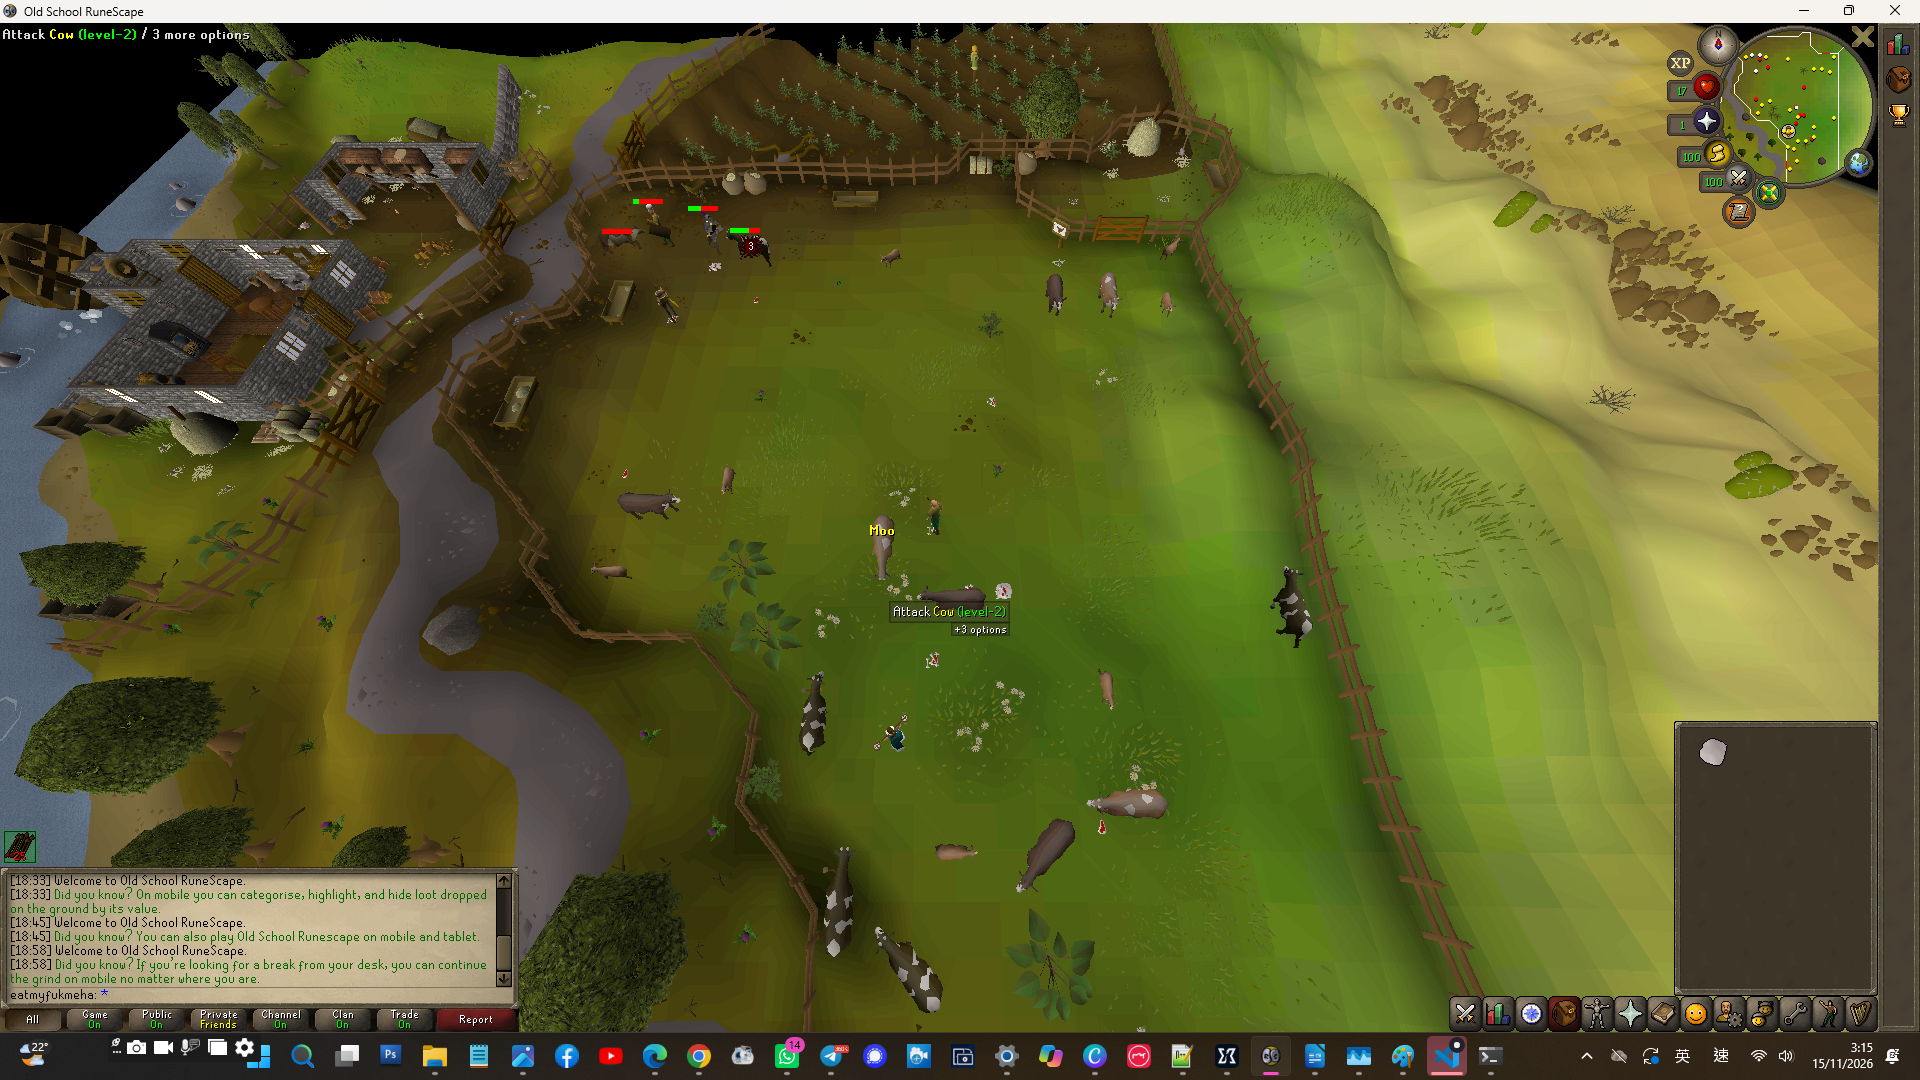 Old School RuneScape
Attack Cow (level-2) / 3 more options
N
XP
17
1
100
100
3
Moo
Attack Cow (level-2)
+3 options
[18:33] Welcome to Old School RuneScape.
[18:33] Did you know? On mobile you can categorise, highlight, and hide loot dropped
on the ground by its value.
[18:45] Welcome to Old School RuneScape.
[18:45] Did you know? You can also play Old School Runescape on mobile and tablet.
[18:58] Welcome to Old School RuneScape.
[18:58] Did you know? If you're looking for a break from your desk, you can continue
the grind on mobile no matter where you are.
eatmyfukmeha: *
All
Game
On
Public
On
Private
Friends
Channel
On
Clan
On
Trade
On
Report
22°
Ps
14
英
速
3:15
15/11/2026